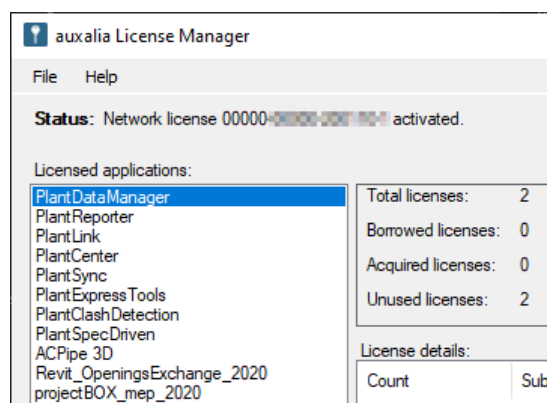 auxalia License Manager
File Help
Status: Network license 00000- activated.
Licensed applications:
PlantDataManager
PlantReporter
PlantLink
PlantCenter
PlantSync
PlantExpressTools
PlantClashDetection
PlantSpecDriven
ACPipe 3D
Revit_OpeningsExchange_2020
projectBOX_mep_2020
Total licenses: 2
Borrowed licenses: 0
Acquired licenses: 0
Unused licenses: 2
License details:
Count Sub